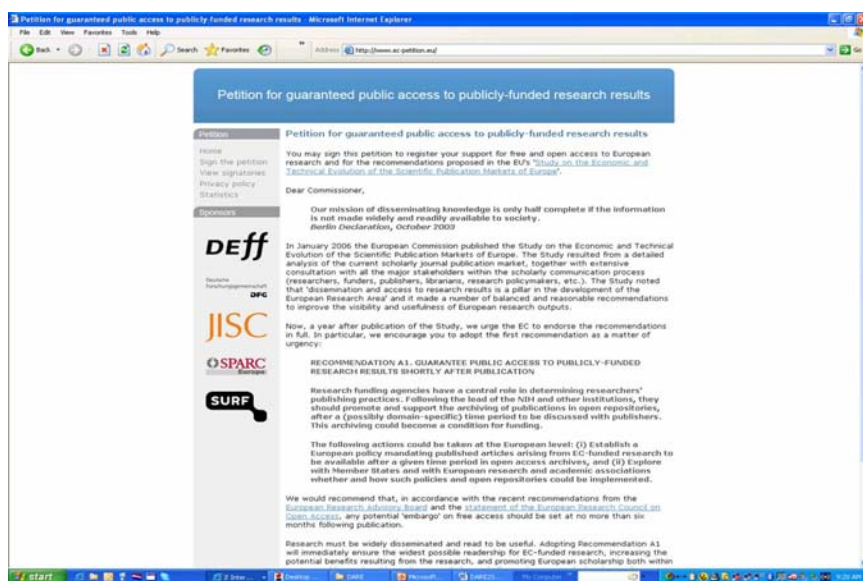 Petition for guaranteed public access to publicly-funded research results - Microsoft Internet Explorer
File Edit View Favorites Tools Help
Back Search Favorites Address http://www.ec-petition.eu/ Go
Petition for guaranteed public access to publicly-funded research results
Petition
Home
Sign the petition
View signatories
Privacy policy
Statistics
Sponsors
DEff
Deutsche
Forschungsgemeinschaft
DFG
JISC
SPARC
Europe
SURF
Petition for guaranteed public access to publicly-funded research results
You may sign this petition to register your support for free and open access to European
research and for the recommendations proposed in the EU's 'Study on the Economic and
Technical Evolution of the Scientific Publication Markets of Europe'.
Dear Commissioner,
Our mission of disseminating knowledge is only half complete if the information
is not made widely and readily available to society.
Berlin Declaration, October 2003
In January 2006 the European Commission published the Study on the Economic and Technical
Evolution of the Scientific Publication Markets of Europe. The Study resulted from a detailed
analysis of the current scholarly journal publication market, together with extensive
consultation with all the major stakeholders within the scholarly communication process
(researchers, funders, publishers, librarians, research policymakers, etc.). The Study noted
that 'dissemination and access to research results is a pillar in the development of the
European Research Area' and it made a number of balanced and reasonable recommendations
to improve the visibility and usefulness of European research outputs.
Now, a year after publication of the Study, we urge the EC to endorse the recommendations
in full. In particular, we encourage you to adopt the first recommendation as a matter of
urgency:
RECOMMENDATION A1. GUARANTEE PUBLIC ACCESS TO PUBLICLY-FUNDED
RESEARCH RESULTS SHORTLY AFTER PUBLICATION
Research funding agencies have a central role in determining researchers'
publishing practices. Following the lead of the NIH and other institutions, they
should promote and support the archiving of publications in open repositories,
after a (possibly domain-specific) time period to be discussed with publishers.
This archiving could become a condition for funding.
The following actions could be taken at the European level: (i) Establish a
European policy mandating published articles arising from EC-funded research to
be available after a given time period in open access archives, and (ii) Explore
with Member States and with European research and academic associations
whether and how such policies and open repositories could be implemented.
We would recommend that, in accordance with the recent recommendations from the
European Research Advisory Board and the statement of the European Research Council on
Open Access, any potential 'embargo' on free access should be set at no more than six
months following publication.
Research must be widely disseminated and read to be useful. Adopting Recommendation A1
will immediately ensure the widest possible readership for EC-funded research, increasing the
potential benefits resulting from the research, and promoting European scholarship both within
start Desktop DARE Microsoft My Computer